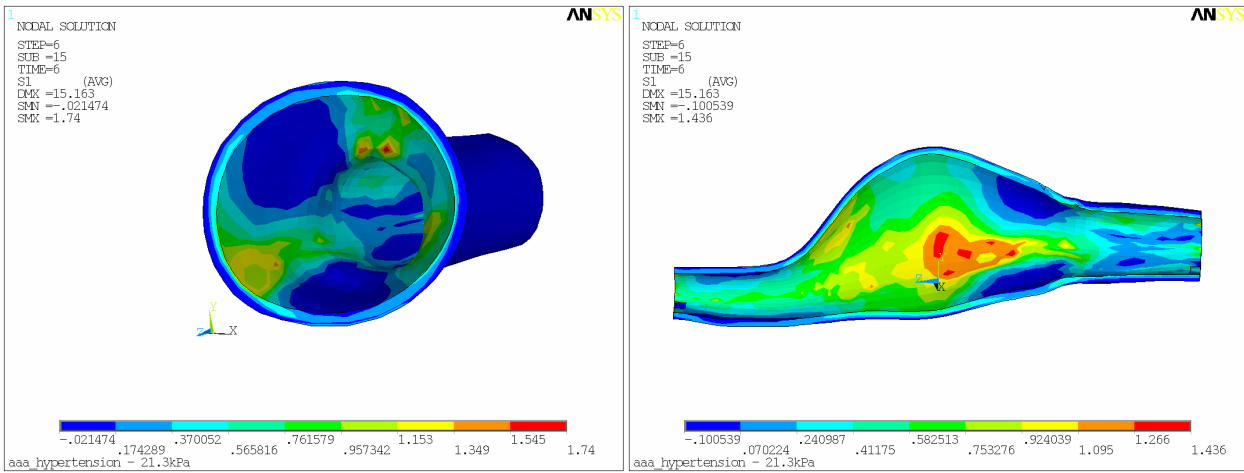 1
ANSYS
NODAL SOLUTION
STEP=6
SUB =15
TIME=6
S1 (AVG)
DMX =15.163
SMN =-.021474
SMX =1.74
Y
Z X
-.021474 .370052 .761579 1.153 1.545
.174289 .565816 .957342 1.349 1.74
aaa_hypertension - 21.3kPa
1
ANSYS
NODAL SOLUTION
STEP=6
SUB =15
TIME=6
S1 (AVG)
DMX =15.163
SMN =-.100539
SMX =1.436
Y
Z
X
-.100539 .240987 .582513 .924039 1.266
.070224 .41175 .753276 1.095 1.436
aaa_hypertension - 21.3kPa